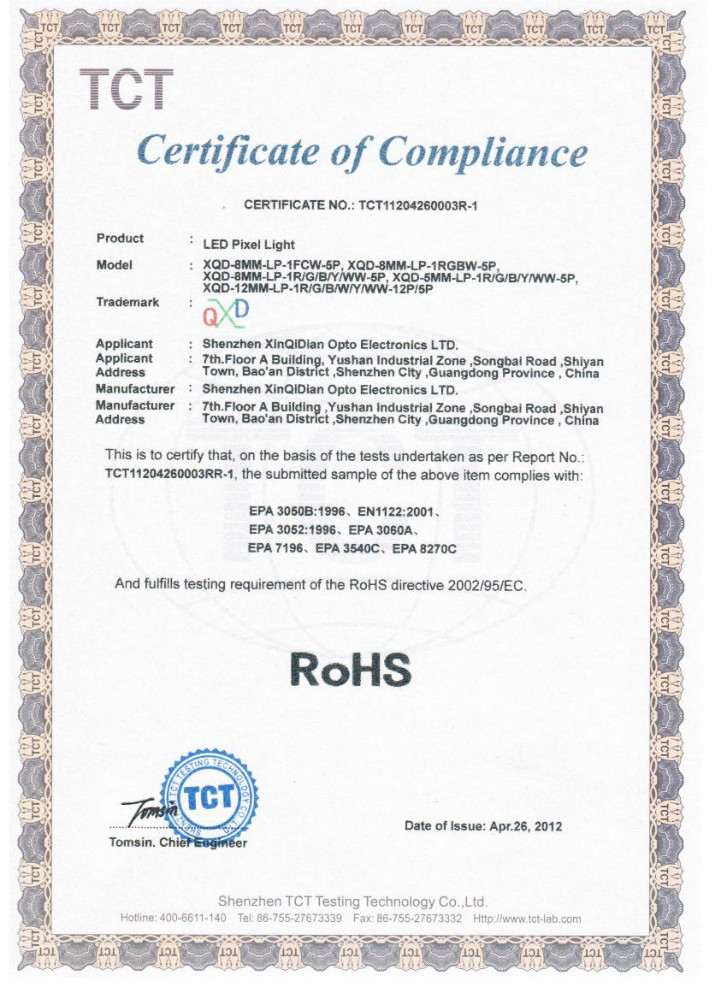 TCT
Certificate of Compliance
CERTIFICATE NO.: TCT11204260003R-1
Product : LED Pixel Light
Model : XQD-8MM-LP-1FCW-5P, XQD-8MM-LP-1RGBW-5P,
XQD-8MM-LP-1R/G/B/Y/WW-5P, XQD-5MM-LP-1R/G/B/Y/WW-5P,
XQD-12MM-LP-1R/G/B/W/Y/WW-12P/5P
Trademark : QXD
Applicant : Shenzhen XinQiDian Opto Electronics LTD.
Applicant : 7th.Floor A Building, Yushan Industrial Zone ,Songbai Road ,Shiyan
Address Town, Bao'an District ,Shenzhen City ,Guangdong Province , China
Manufacturer : Shenzhen XinQiDian Opto Electronics LTD.
Manufacturer : 7th.Floor A Building ,Yushan Industrial Zone ,Songbai Road ,Shiyan
Address Town, Bao'an District ,Shenzhen City ,Guangdong Province , China
This is to certify that, on the basis of the tests undertaken as per Report No.:
TCT11204260003RR-1, the submitted sample of the above item complies with:
EPA 3050B:1996、EN1122:2001、
EPA 3052:1996、EPA 3060A、
EPA 7196、EPA 3540C、EPA 8270C
And fulfills testing requirement of the RoHS directive 2002/95/EC.
RoHS
TCT TESTING TECHNOLOGY CO.
TCT
Tomsin
Tomsin. Chief Engineer
Date of Issue: Apr.26, 2012
Shenzhen TCT Testing Technology Co.,Ltd.
Hotline: 400-6611-140 Tel: 86-755-27673339 Fax: 86-755-27673332 Http://www.tct-lab.com